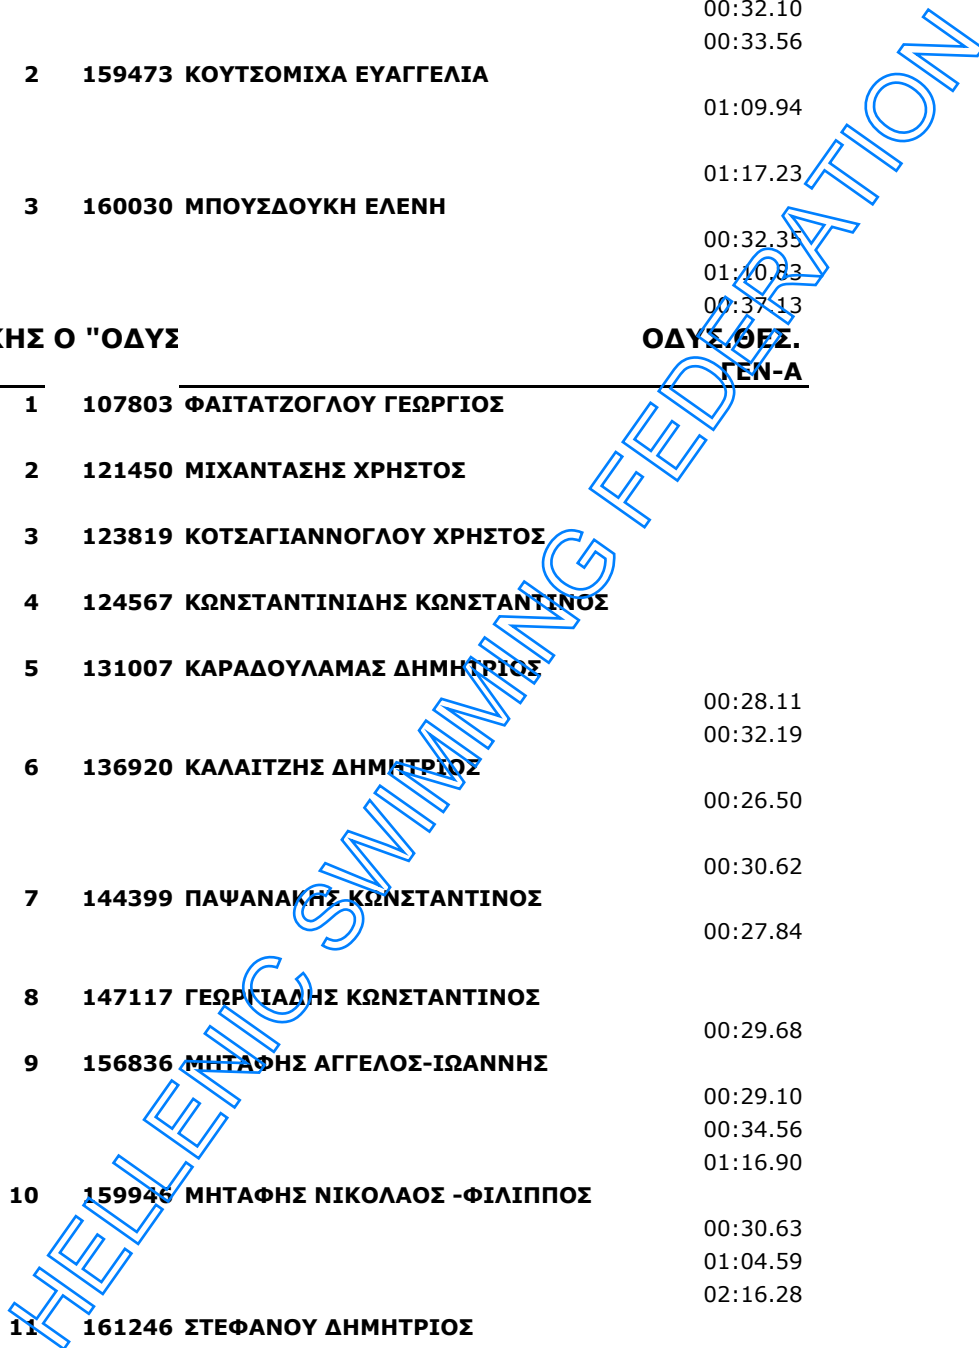 00:32.10
00:33.56
2 159473 ΚΟΥΤΣΟΜΙΧΑ ΕΥΑΓΓΕΛΙΑ
01:09.94
01:17.23
3 160030 ΜΠΟΥΣΔΟΥΚΗ ΕΛΕΝΗ
00:32.35
01:10.83
00:37.13
ΚΗΣ Ο "ΟΔΥΣ ΟΔΥΣ.ΘΕΣ.
ΓΕΝ-Α
1 107803 ΦΑΙΤΑΤΖΟΓΛΟΥ ΓΕΩΡΓΙΟΣ
2 121450 ΜΙΧΑΝΤΑΣΗΣ ΧΡΗΣΤΟΣ
3 123819 ΚΟΤΣΑΓΙΑΝΝΟΓΛΟΥ ΧΡΗΣΤΟΣ
4 124567 ΚΩΝΣΤΑΝΤΙΝΙΔΗΣ ΚΩΝΣΤΑΝΤΙΝΟΣ
5 131007 ΚΑΡΑΔΟΥΛΑΜΑΣ ΔΗΜΗΤΡΙΟΣ
00:28.11
00:32.19
6 136920 ΚΑΛΑΙΤΖΗΣ ΔΗΜΗΤΡΙΟΣ
00:26.50
00:30.62
7 144399 ΠΑΨΑΝΑΚΗΣ ΚΩΝΣΤΑΝΤΙΝΟΣ
00:27.84
8 147117 ΓΕΩΡΓΙΑΔΗΣ ΚΩΝΣΤΑΝΤΙΝΟΣ
00:29.68
9 156836 ΜΗΤΑΦΗΣ ΑΓΓΕΛΟΣ-ΙΩΑΝΝΗΣ
00:29.10
00:34.56
01:16.90
10 159946 ΜΗΤΑΦΗΣ ΝΙΚΟΛΑΟΣ -ΦΙΛΙΠΠΟΣ
00:30.63
01:04.59
02:16.28
11 161246 ΣΤΕΦΑΝΟΥ ΔΗΜΗΤΡΙΟΣ
HELLENIC SWIMMING FEDERATION